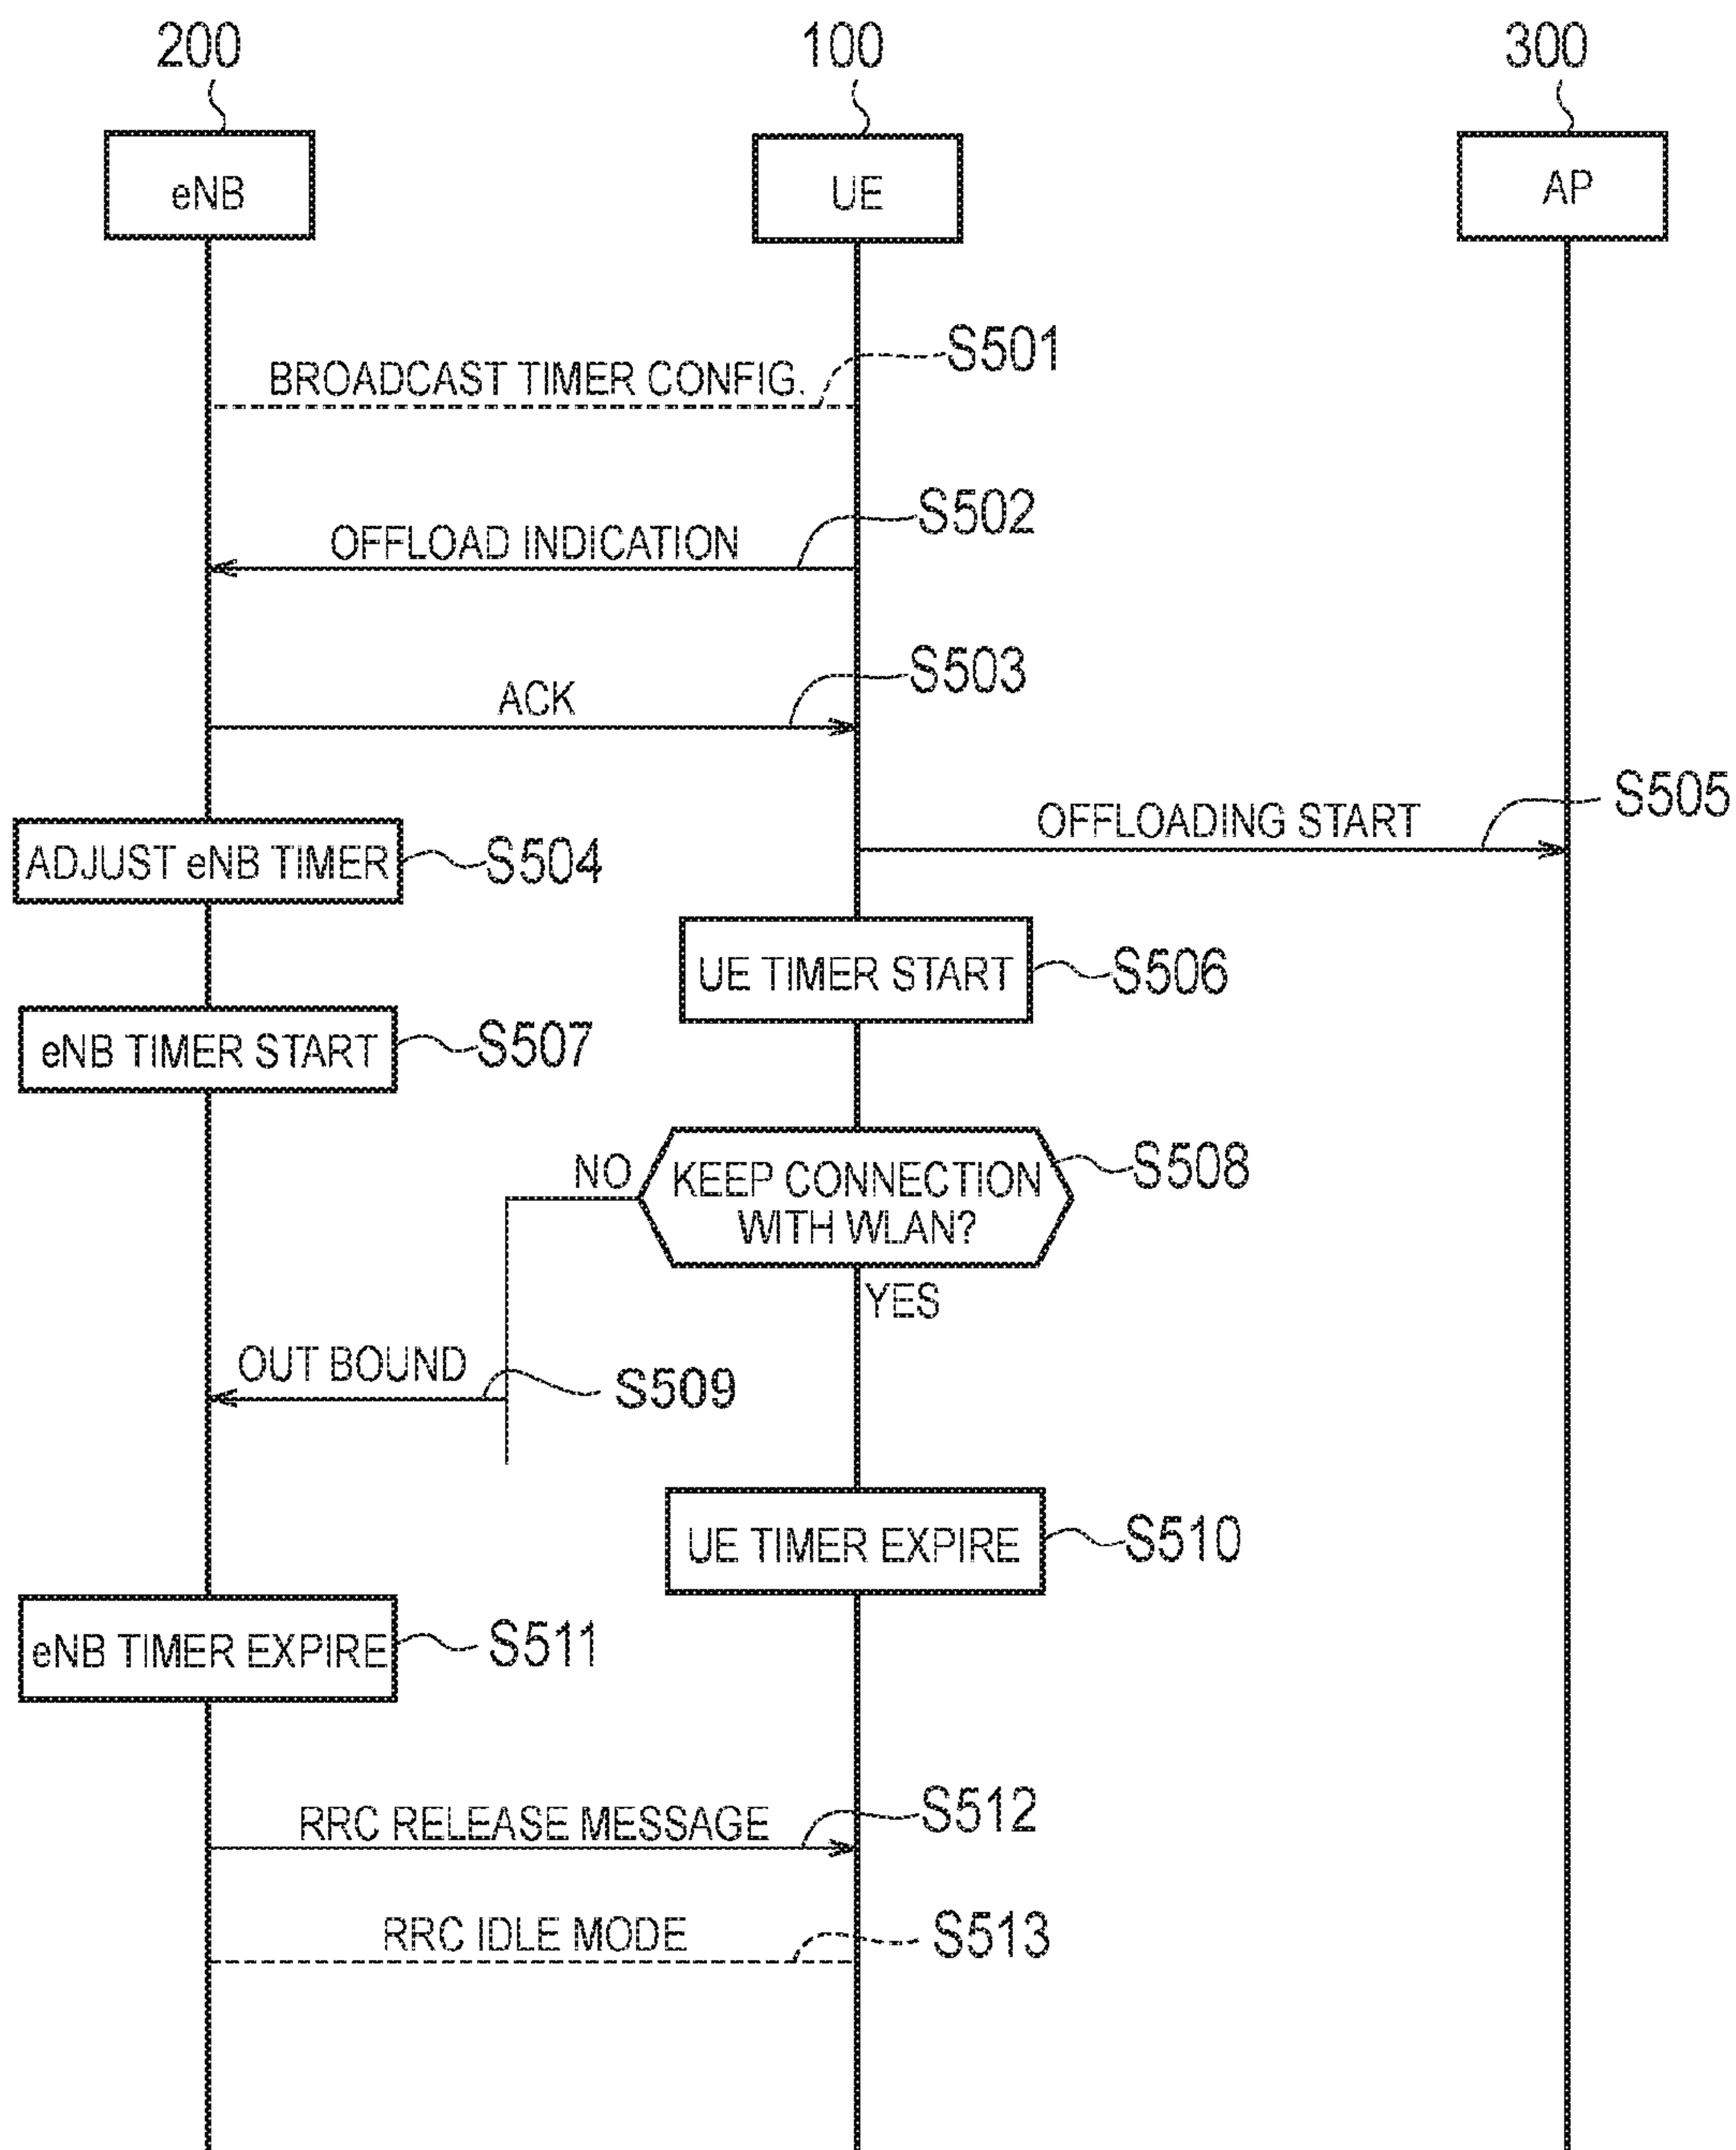 200
100
300
eNB
UE
AP
S501
BROADCAST TIMER CONFIG.
S502
OFFLOAD INDICATION
S503
ACK
S505
OFFLOADING START
ADJUST eNB TIMER
S504
UE TIMER START
S506
eNB TIMER START
S507
NO
KEEP CONNECTION
WITH WLAN?
S508
YES
OUT BOUND
S509
UE TIMER EXPIRE
S510
eNB TIMER EXPIRE
S511
RRC RELEASE MESSAGE
S512
RRC IDLE MODE
S513